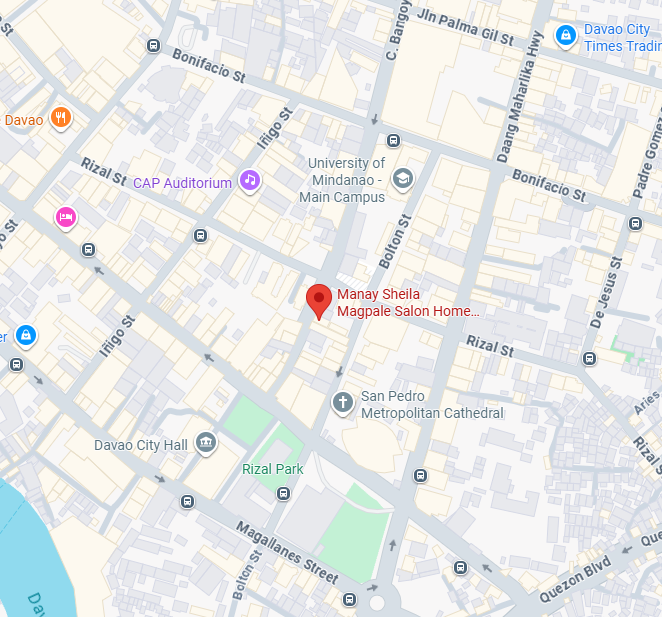 Jln Palma Gil St
C. Bangoy
Davao City
Times Tradin
Bonifacio St
Daang Maharlika Hwy
Padre Gomez S
Davao
Iñigo St
Rizal St
CAP Auditorium
University of
Mindanao -
Main Campus
Bonifacio St
Bolton St
De Jesus St
Manay Sheila
Magpale Salon Home...
Iñigo St
Rizal St
San Pedro
Metropolitan Cathedral
Aries
Davao City Hall
Rizal Park
Rizal S
Magallanes Street
Bolton St
Quezon Blvd
Que
Dav